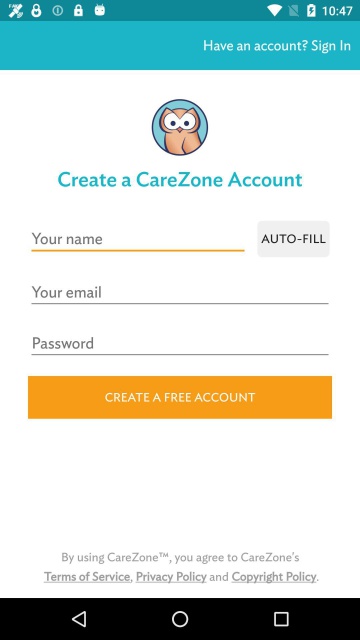 10:47
Have an account? Sign In
Create a CareZone Account
Your name
AUTO-FILL
Your email
Password
CREATE A FREE ACCOUNT
By using CareZone™, you agree to CareZone's
Terms of Service, Privacy Policy and Copyright Policy.